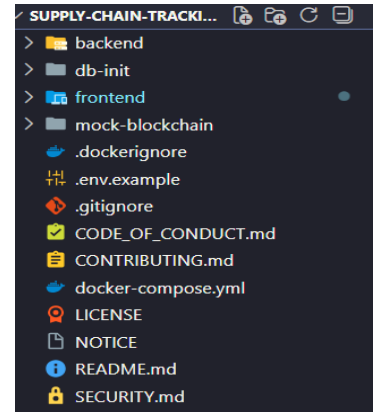 SUPPLY-CHAIN-TRACKI...
backend
db-init
frontend
mock-blockchain
.dockerignore
.env.example
.gitignore
CODE_OF_CONDUCT.md
CONTRIBUTING.md
docker-compose.yml
LICENSE
NOTICE
README.md
SECURITY.md